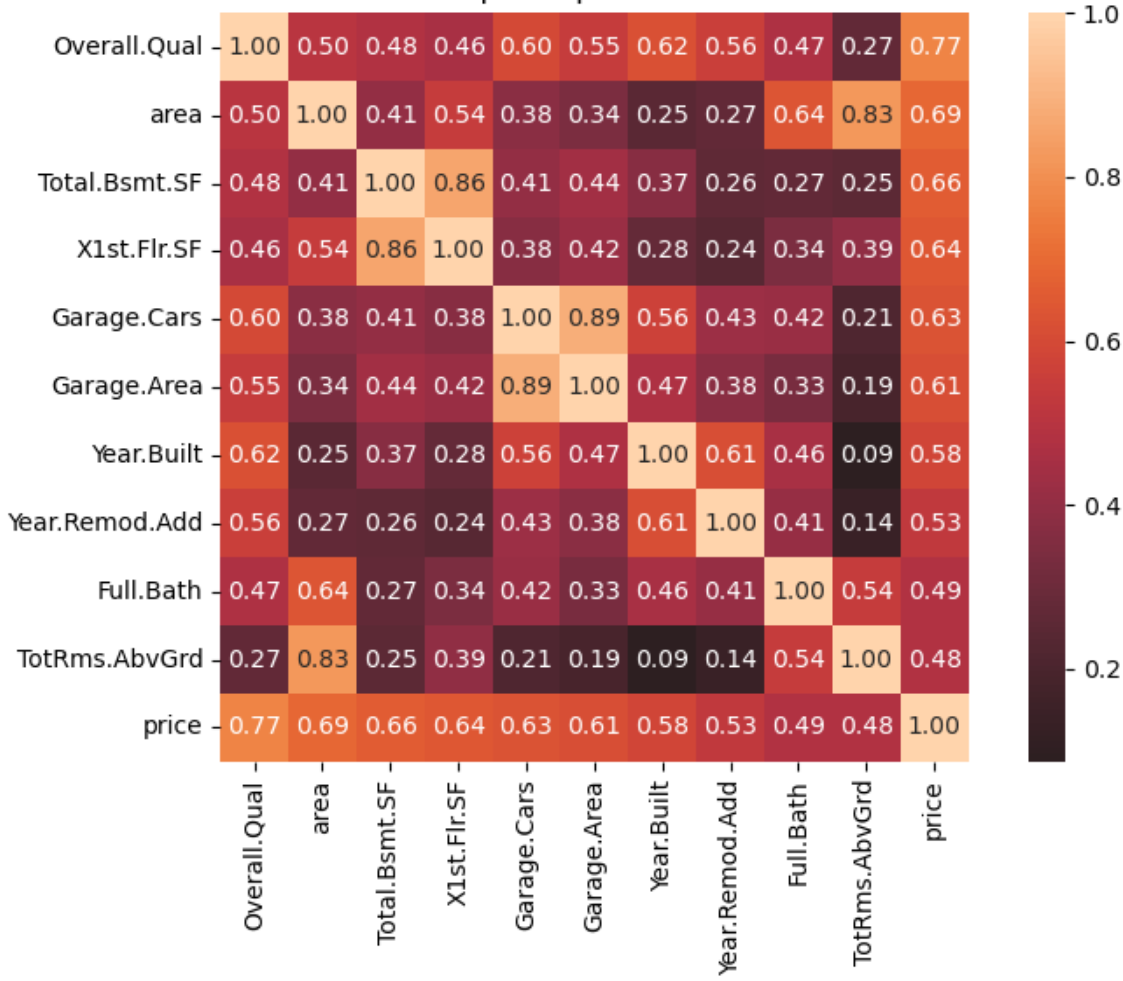 1.0
Overall.Qual 1.00 0.50 0.48 0.46 0.60 0.55 0.62 0.56 0.47 0.27 0.77
area 0.50 1.00 0.41 0.54 0.38 0.34 0.25 0.27 0.64 0.83 0.69
Total.Bsmt.SF 0.48 0.41 1.00 0.86 0.41 0.44 0.37 0.26 0.27 0.25 0.66
0.8
X1st.Flr.SF 0.46 0.54 0.86 1.00 0.38 0.42 0.28 0.24 0.34 0.39 0.64
Garage.Cars 0.60 0.38 0.41 0.38 1.00 0.89 0.56 0.43 0.42 0.21 0.63
0.6
Garage.Area 0.55 0.34 0.44 0.42 0.89 1.00 0.47 0.38 0.33 0.19 0.61
Year.Built 0.62 0.25 0.37 0.28 0.56 0.47 1.00 0.61 0.46 0.09 0.58
0.4
Year.Remod.Add 0.56 0.27 0.26 0.24 0.43 0.38 0.61 1.00 0.41 0.14 0.53
Full.Bath 0.47 0.64 0.27 0.34 0.42 0.33 0.46 0.41 1.00 0.54 0.49
TotRms.AbvGrd 0.27 0.83 0.25 0.39 0.21 0.19 0.09 0.14 0.54 1.00 0.48
0.2
price 0.77 0.69 0.66 0.64 0.63 0.61 0.58 0.53 0.49 0.48 1.00
Overall.Qual
area
Total.Bsmt.SF
X1st.Flr.SF
Garage.Cars
Garage.Area
Year.Built
Year.Remod.Add
Full.Bath
TotRms.AbvGrd
price